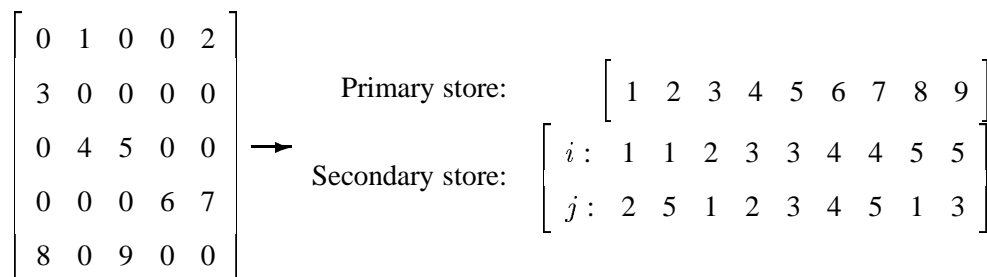 0 1 0 0 2
3 0 0 0 0
0 4 5 0 0
0 0 0 6 7
8 0 9 0 0
Primary store: 1 2 3 4 5 6 7 8 9
Secondary store:
i : 1 1 2 3 3 4 4 5 5
j : 2 5 1 2 3 4 5 1 3